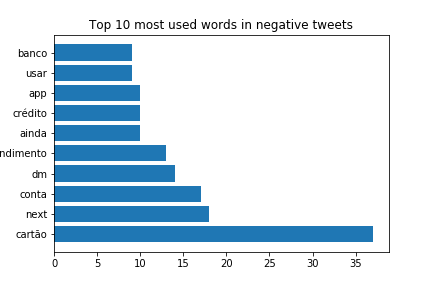 Top 10 most used words in negative tweets
banco
usar
app
crédito
ainda
ndimento
dm
conta
next
cartão
0 5 10 15 20 25 30 35